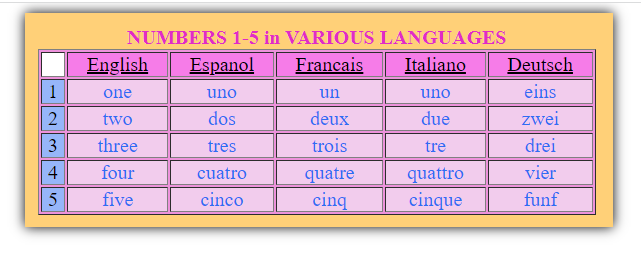 NUMBERS 1-5 in VARIOUS LANGUAGES
English Espanol Francais Italiano Deutsch
1 one uno un uno eins
2 two dos deux due zwei
3 three tres trois tre drei
4 four cuatro quatre quattro vier
5 five cinco cinq cinque funf